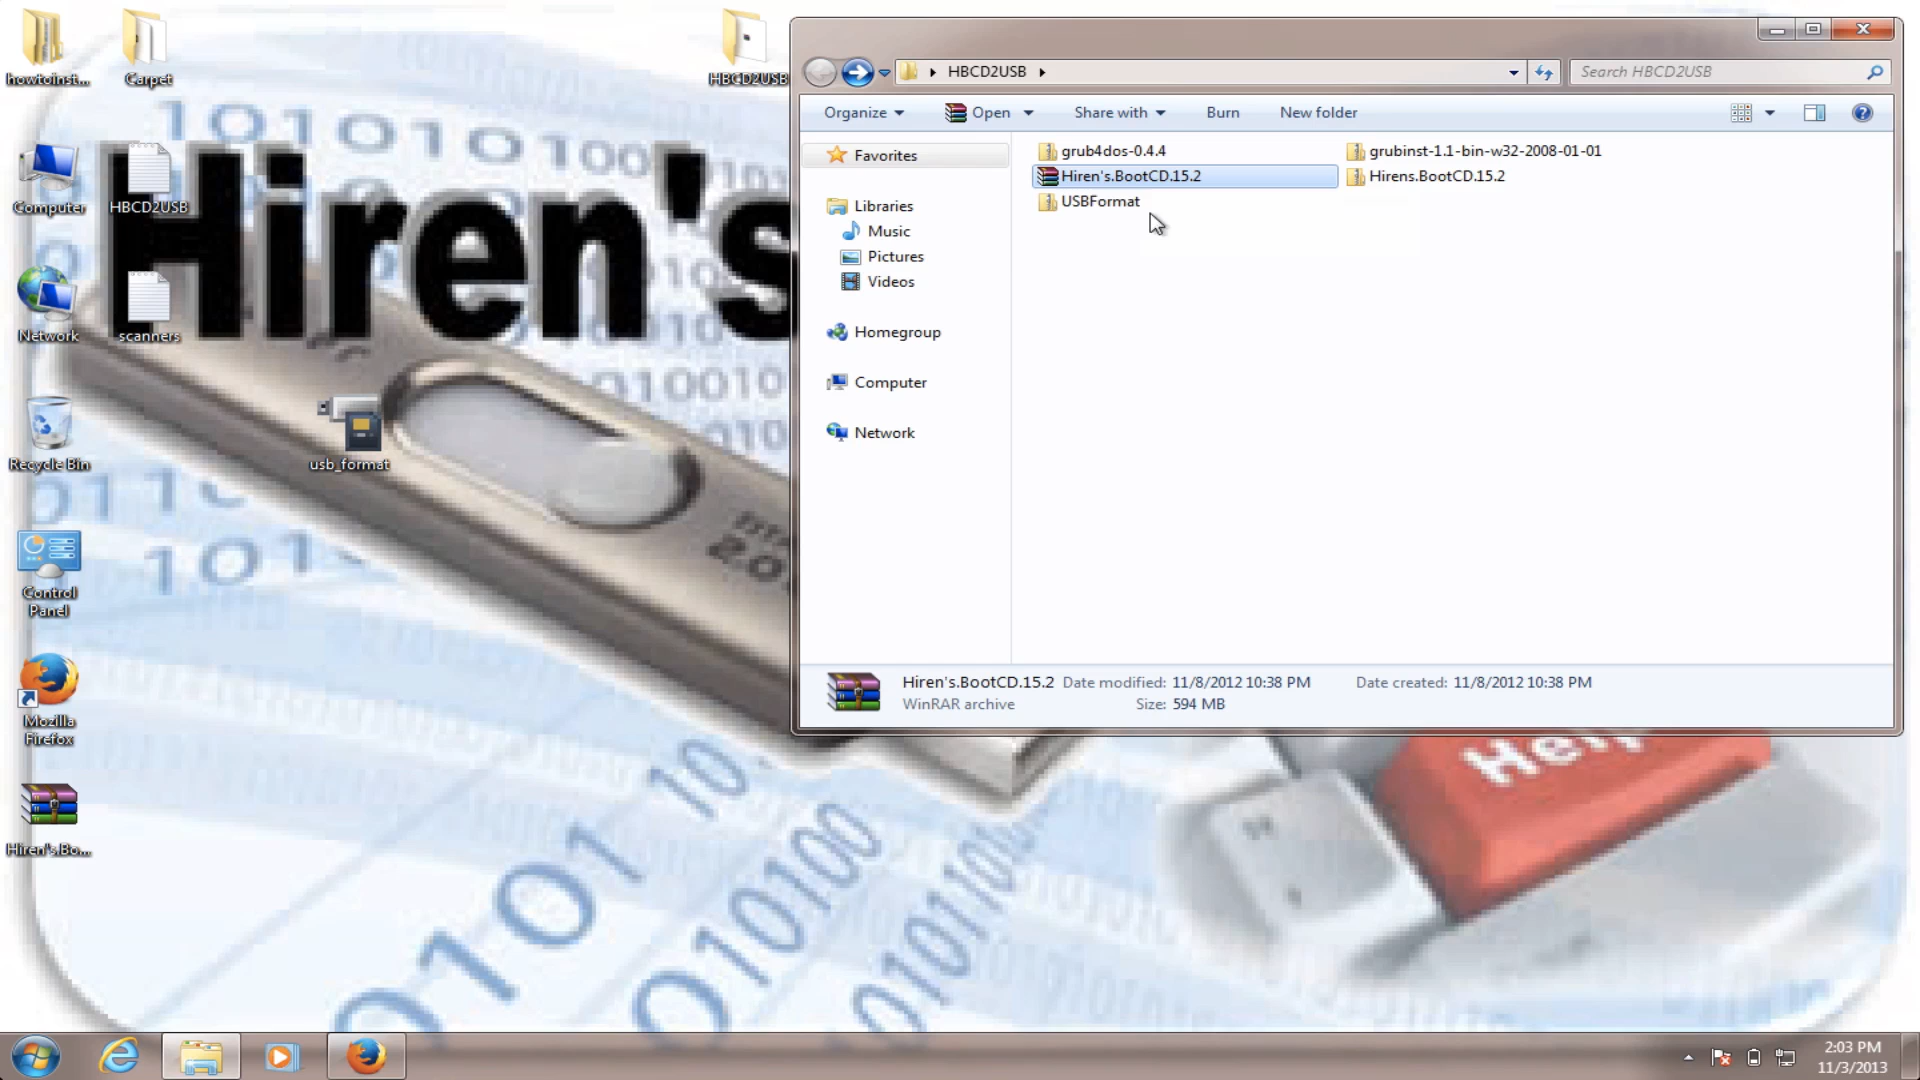 howtoinst...
Carpet
HBCD2USB
HBCD2USB
Search HBCD2USB
Organize
Open
Share with
Burn
New folder
Favorites
Libraries
Music
Pictures
Videos
Homegroup
Computer
Network
grub4dos-0.4.4
grubinst-1.1-bin-w32-2008-01-01
Hiren's.BootCD.15.2
Hirens.BootCD.15.2
USBFormat
Hiren's.BootCD.15.2 Date modified: 11/8/2012 10:38 PM Date created: 11/8/2012 10:38 PM
WinRAR archive Size: 594 MB
Computer
HBCD2USB
Network
scanners
Recycle Bin
usb_format
Control
Panel
Mozilla
Firefox
Hiren's.Bo...
Hiren's
2.0
Help
2:03 PM
11/3/2013